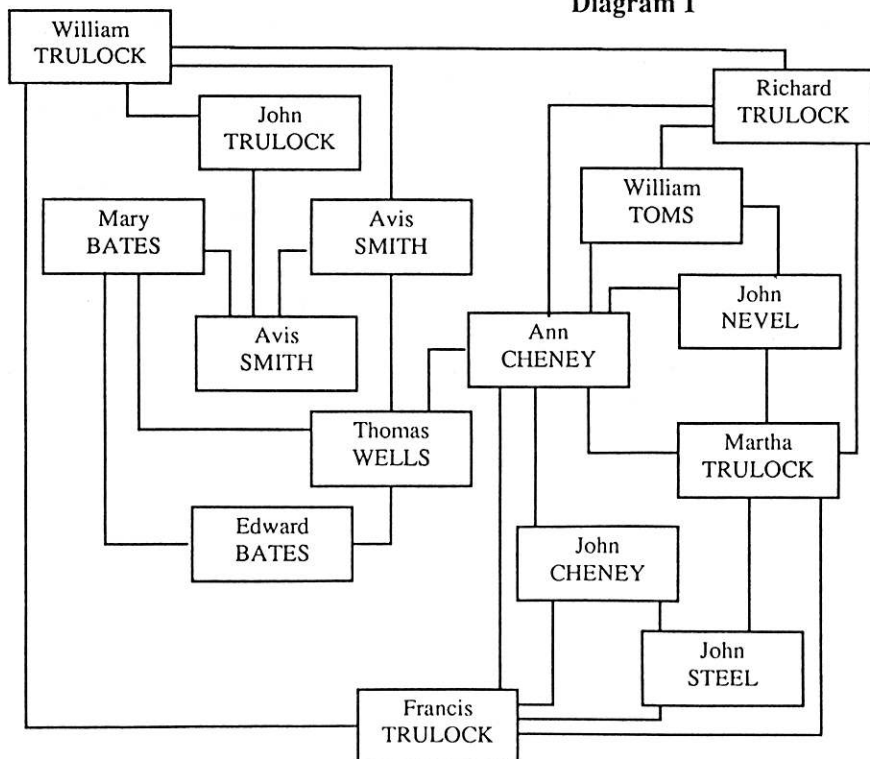 Diagram 1
William
TRULOCK
Richard
TRULOCK
John
TRULOCK
William
TOMS
Mary
BATES
Avis
SMITH
John
NEVEL
Avis
SMITH
Ann
CHENEY
Thomas
WELLS
Martha
TRULOCK
Edward
BATES
John
CHENEY
John
STEEL
Francis
TRULOCK